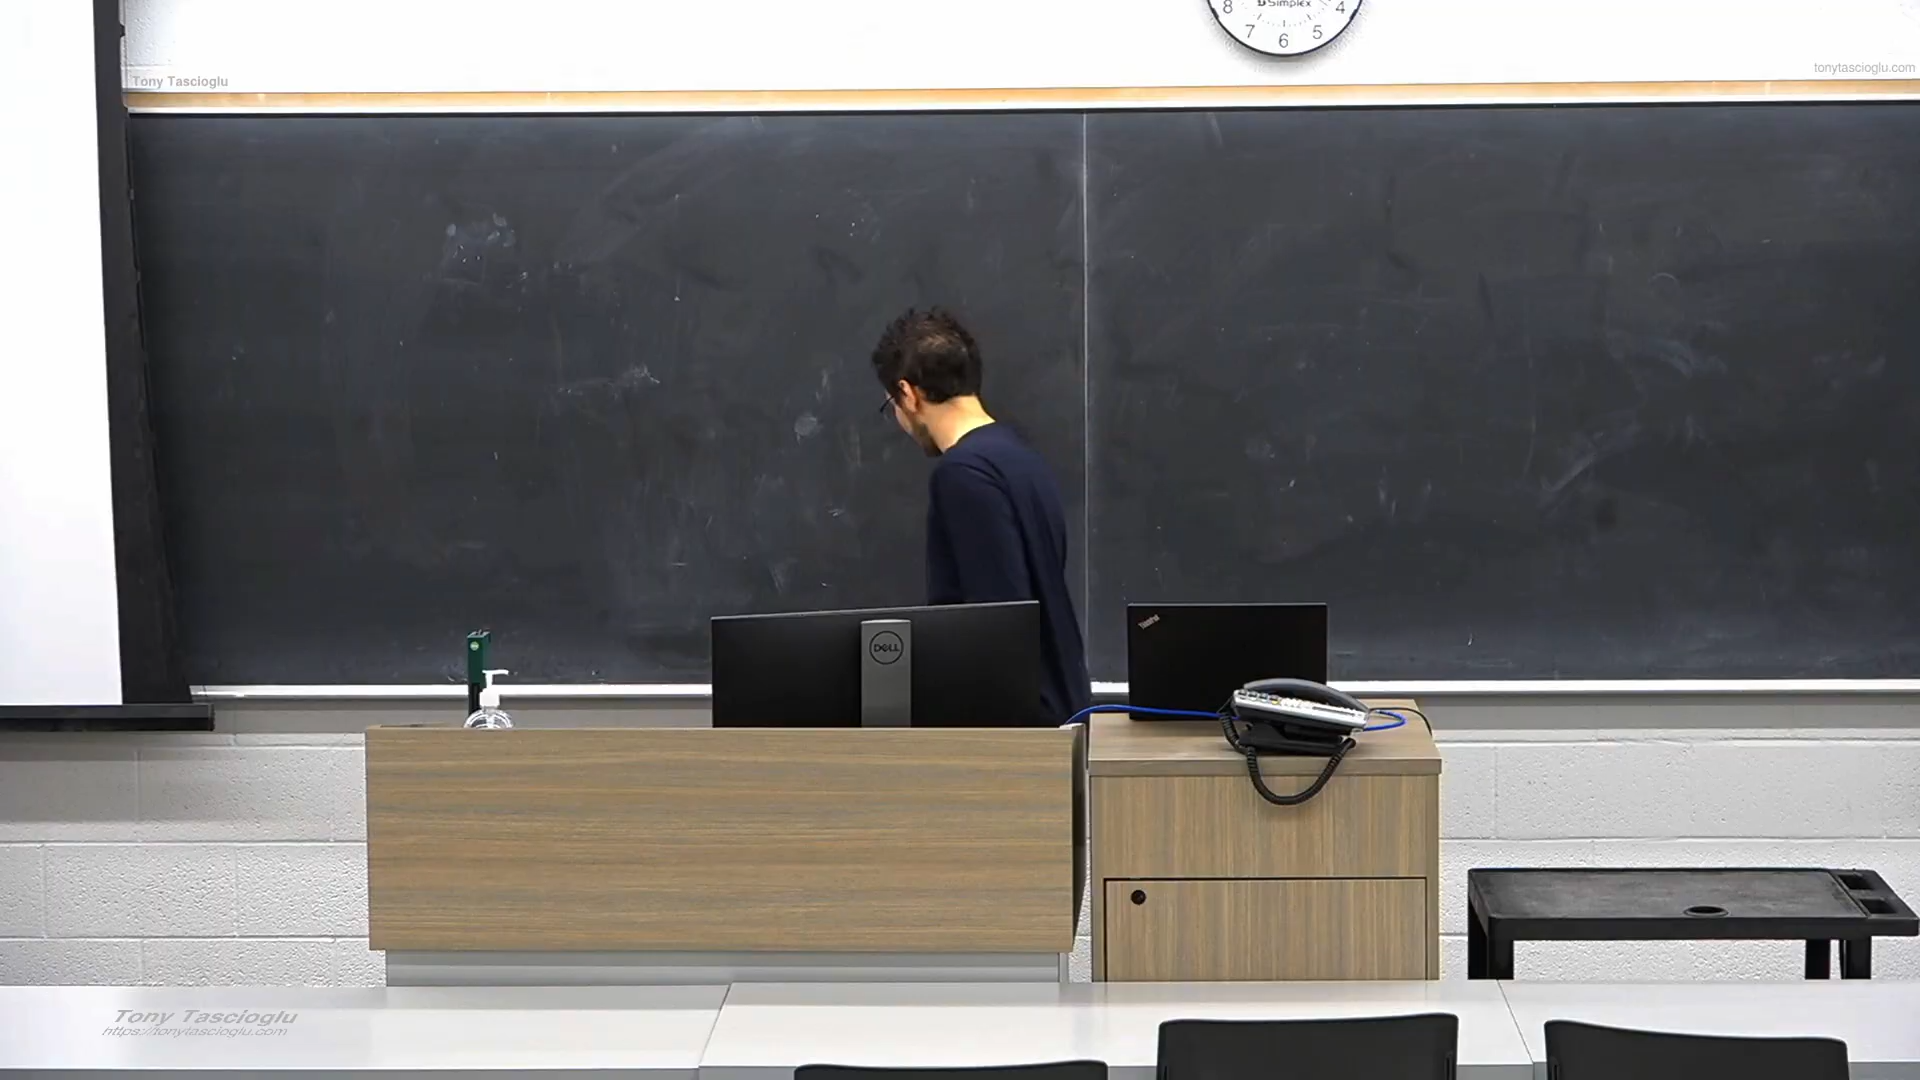 8 Simplex 4
7 6 5
Tony Tascioglu
tonytascioglu.com
DELL
ThinkPad
Tony Tascioglu
https://tonytascioglu.com